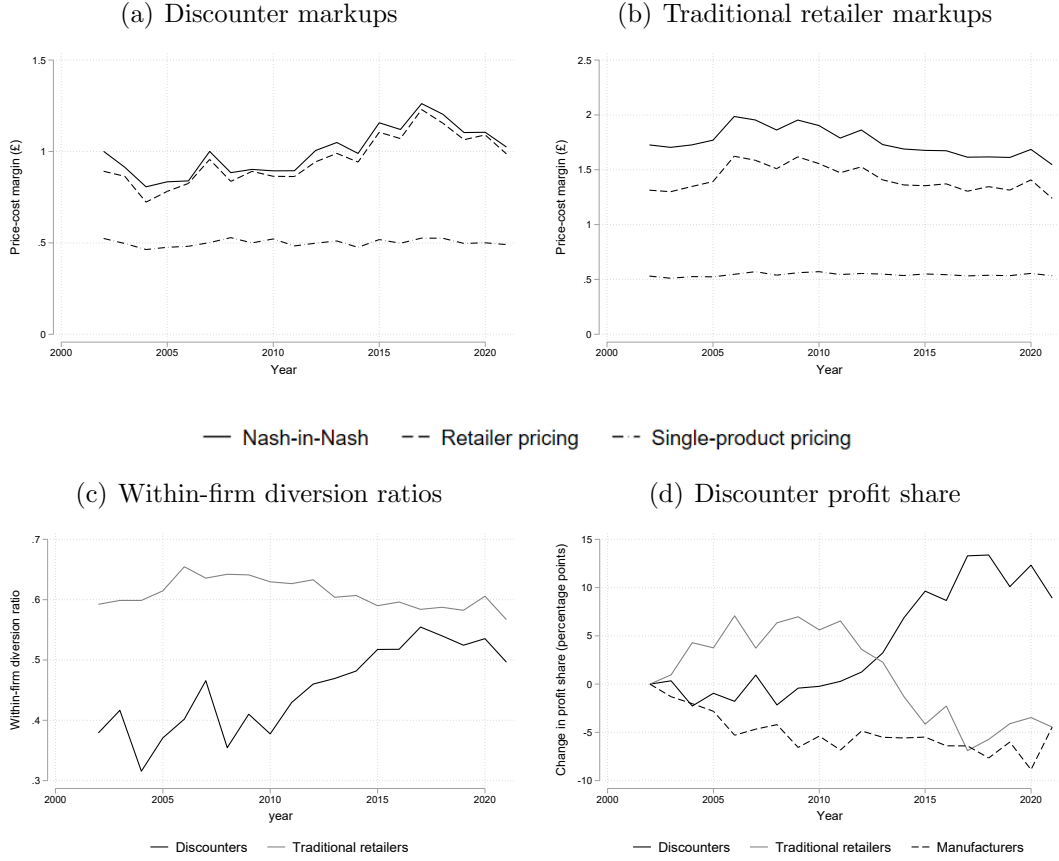 (a) Discounter markups
(b) Traditional retailer markups
1.5
1
.5
0
Price-cost margin (£)
2000
2005
2010
2015
2020
Year
2.5
2
1.5
1
.5
0
Price-cost margin (£)
2000
2005
2010
2015
2020
Year
Nash-in-Nash
Retailer pricing
Single-product pricing
(c) Within-firm diversion ratios
(d) Discounter profit share
.7
.6
.5
.4
.3
Within-firm diversion ratio
2000
2005
2010
2015
2020
year
Discounters
Traditional retailers
15
10
5
0
-5
-10
Change in profit share (percentage points)
2000
2005
2010
2015
2020
Year
Discounters
Traditional retailers
Manufacturers